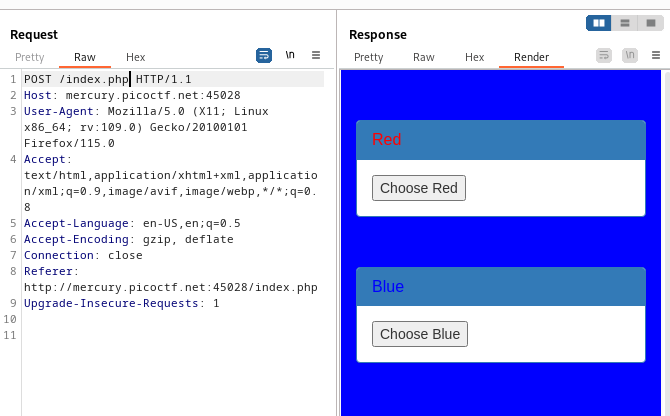 Request
Pretty Raw Hex
\n
1 POST /index.php HTTP/1.1
2 Host: mercury.picoctf.net:45028
3 User-Agent: Mozilla/5.0 (X11; Linux
x86_64; rv:109.0) Gecko/20100101
Firefox/115.0
4 Accept:
text/html,application/xhtml+xml,applicatio
n/xml;q=0.9,image/avif,image/webp,*/*;q=0.
8
5 Accept-Language: en-US,en;q=0.5
6 Accept-Encoding: gzip, deflate
7 Connection: close
8 Referer:
http://mercury.picoctf.net:45028/index.php
9 Upgrade-Insecure-Requests: 1
10
11
Response
Pretty Raw Hex Render
\n
Red
Choose Red
Blue
Choose Blue